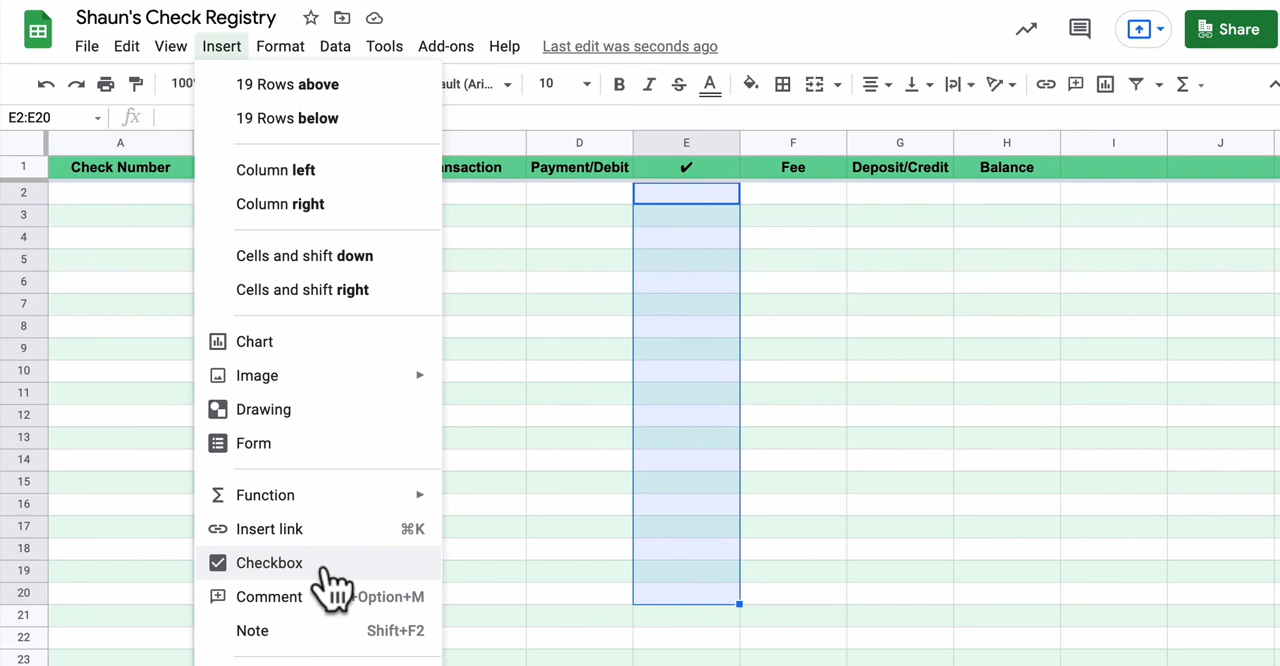 Shaun's Check Registry
File Edit View Insert Format Data Tools Add-ons Help Last edit was seconds ago
Share
100% ault (Ari... 10 B I S A Σ
E2:E20 fx
A D E F G H I J
1 Check Number nsaction Payment/Debit ✔ Fee Deposit/Credit Balance
2
3
4
5
6
7
8
9
10
11
12
13
14
15
16
17
18
19
20
21
22
23
19 Rows above
19 Rows below
Column left
Column right
Cells and shift down
Cells and shift right
Chart
Image
Drawing
Form
Σ Function
Insert link ⌘K
Checkbox
Comment +Option+M
Note Shift+F2